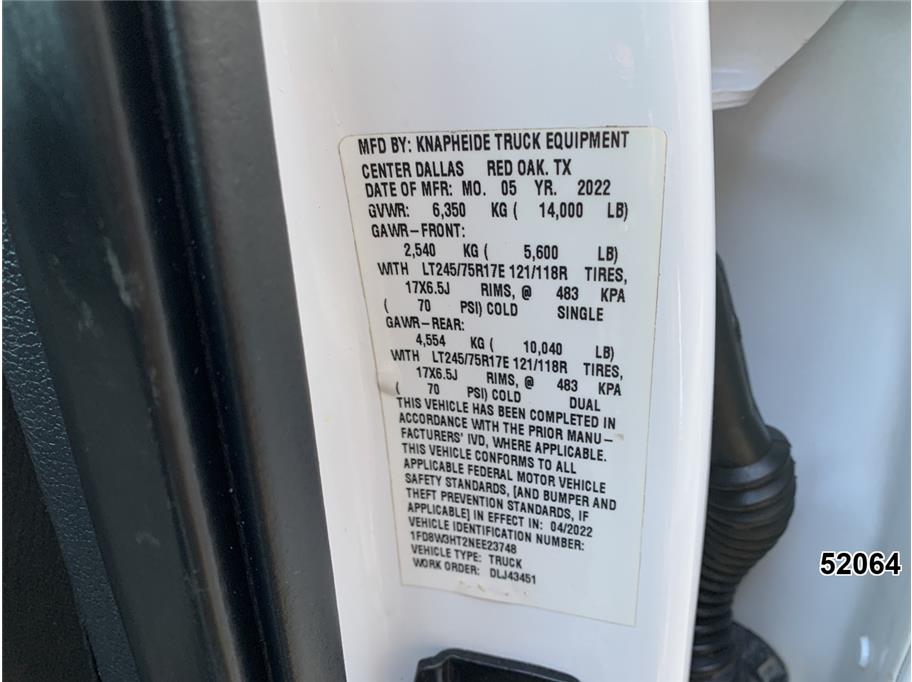 MFD BY: KNAPHEIDE TRUCK EQUIPMENT
CENTER DALLAS RED OAK. TX
DATE OF MFR: MO. 05 YR. 2022
GVWR: 6,350 KG ( 14,000 LB)
GAWR-FRONT:
2,540 KG ( 5,600 LB)
WITH LT245/75R17E 121/118R TIRES,
17X6.5J RIMS, @ 483 KPA
( 70 PSI) COLD SINGLE
GAWR-REAR:
4,554 KG ( 10,040 LB)
WITH LT245/75R17E 121/118R TIRES,
17X6.5J RIMS, @ 483 KPA
( 70 PSI) COLD DUAL
THIS VEHICLE HAS BEEN COMPLETED IN
ACCORDANCE WITH THE PRIOR MANU-
FACTURERS' IVD, WHERE APPLICABLE.
THIS VEHICLE CONFORMS TO ALL
APPLICABLE FEDERAL MOTOR VEHICLE
SAFETY STANDARDS, [AND BUMPER AND
THEFT PREVENTION STANDARDS, IF
APPLICABLE] IN EFFECT IN: 04/2022
VEHICLE IDENTIFICATION NUMBER:
1FD8W3HT2NEE23748
VEHICLE TYPE: TRUCK
WORK ORDER: DLJ43451
52064